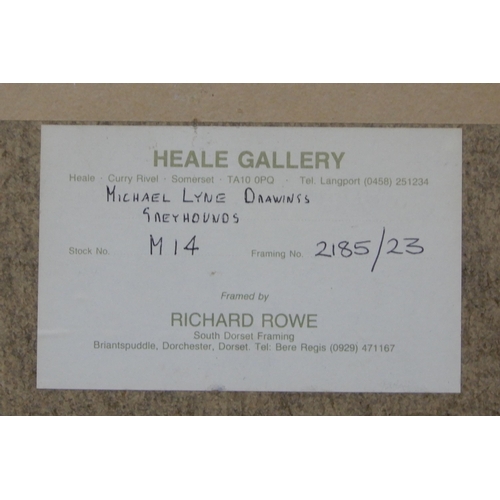 HEALE GALLERY
Heale · Curry Rivel · Somerset · TA10 0PQ · Tel. Langport (0458) 251234
MICHAEL LYNE DRAWINGS
GREYHOUNDS
Stock No. M14 Framing No. 2185/23
Framed by
RICHARD ROWE
South Dorset Framing
Briantspuddle, Dorchester, Dorset. Tel: Bere Regis (0929) 471167